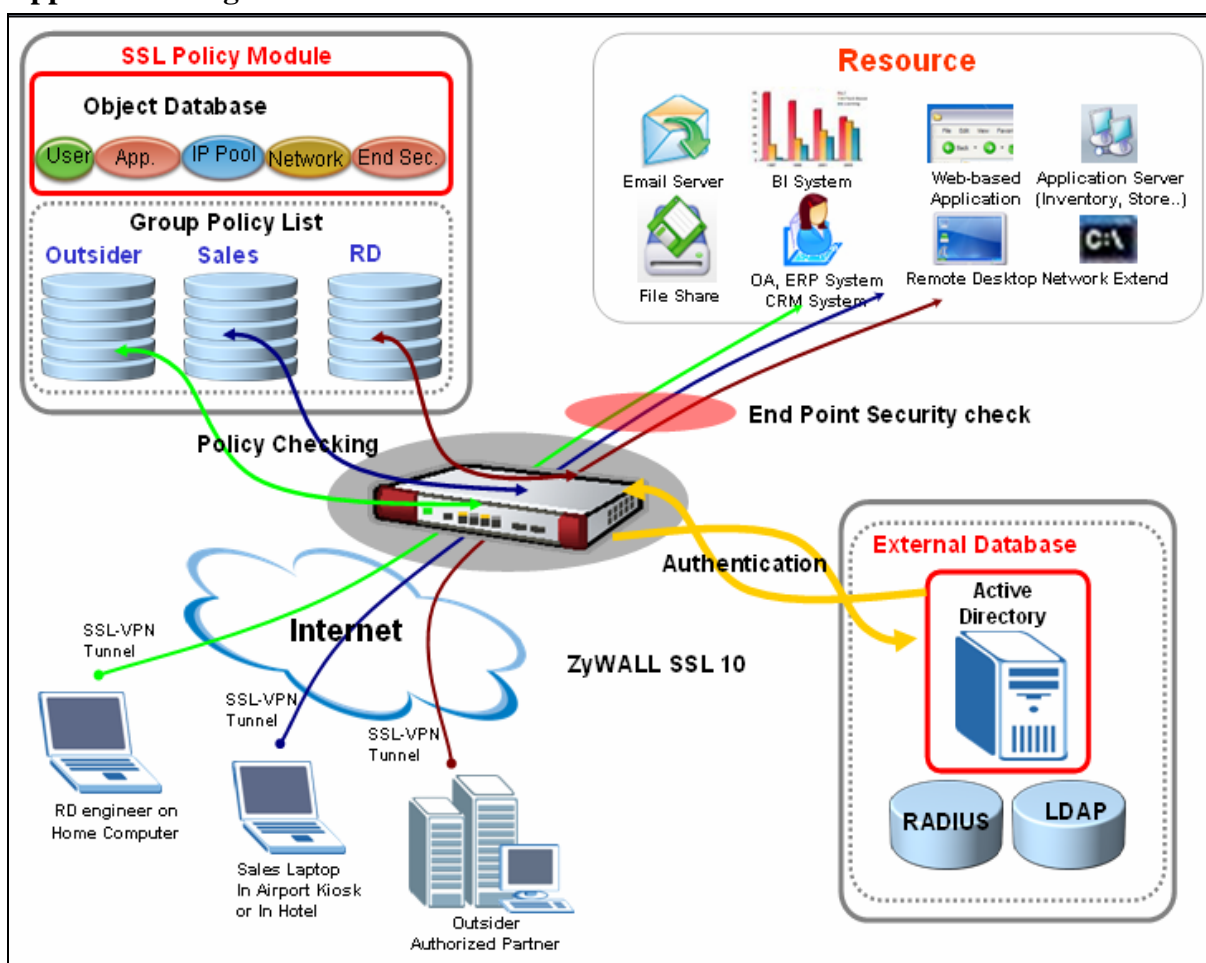 SSL Policy Module
Object Database
User
App.
IP Pool
Network
End Sec.
Group Policy List
Outsider
Sales
RD
Resource
Email Server
BI System
Web-based
Application
Application Server
(Inventory, Store..)
File Share
OA, ERP System
CRM System
Remote Desktop
Network Extend
C:\
File Edit View
Back
Policy Checking
End Point Security check
Authentication
External Database
Active
Directory
RADIUS
LDAP
Internet
ZyWALL SSL 10
SSL-VPN
Tunnel
SSL-VPN
Tunnel
SSL-VPN
Tunnel
RD engineer on
Home Computer
Sales Laptop
In Airport Kiosk
or In Hotel
Outsider
Authorized Partner